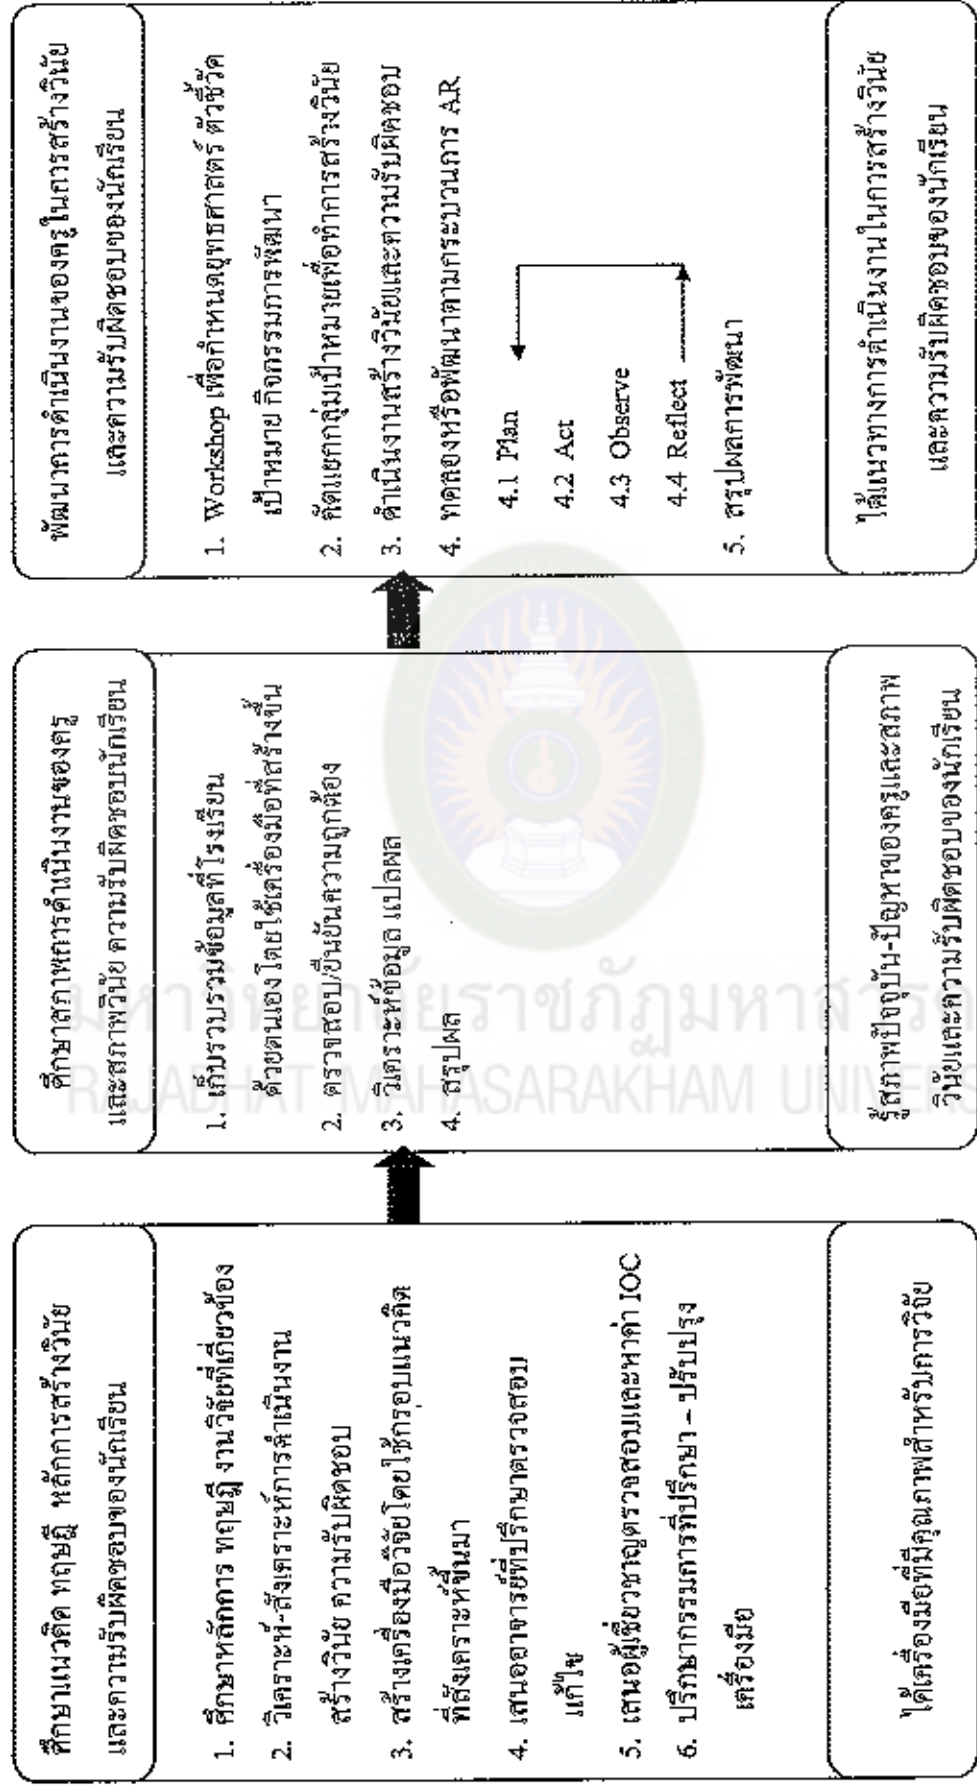 ศึกษาแนวคิด ทฤษฎี หลักการสร้างวินัย
และความรับผิดชอบของนักเรียน
1. ศึกษาหลักการ ทฤษฎี งานวิจัยที่เกี่ยวข้อง
2. วิเคราะห์-สังเคราะห์การดำเนินงาน
สร้างวินัย ความรับผิดชอบ
3. สร้างเครื่องมือวิจัยโดยใช้กรอบแนวคิด
ที่สังเคราะห์ขึ้นมา
4. เสนออาจารย์ที่ปรึกษาตรวจสอบ
แก้ไข
5. เสนอผู้เชี่ยวชาญตรวจสอบและหาค่า IOC
6. ปรึกษากรรมการที่ปรึกษา – ปรับปรุง
เครื่องมือ
ได้เครื่องมือที่มีคุณภาพสำหรับการวิจัย
ศึกษาสภาพการดำเนินงานของครู
และสภาพวินัย ความรับผิดชอบนักเรียน
1. เก็บรวบรวมข้อมูลที่โรงเรียน
ด้วยตนเองโดยใช้เครื่องมือที่สร้างขึ้น
2. ตรวจสอบ/ยืนยันความถูกต้อง
3. วิเคราะห์ข้อมูล แปลผล
4. สรุปผล
รู้สภาพปัจจุบัน-ปัญหาของครูและสภาพ
วินัยและความรับผิดชอบของนักเรียน
พัฒนาการดำเนินงานของครูในการสร้างวินัย
และความรับผิดชอบของนักเรียน
1. Workshop เพื่อกำหนดยุทธศาสตร์ ตัวชี้วัด
เป้าหมาย กิจกรรมการพัฒนา
2. คัดแยกกลุ่มเป้าหมายเพื่อทำการสร้างวินัย
3. ดำเนินงานสร้างวินัยและความรับผิดชอบ
4. ทดลองหรือพัฒนาตามกระบวนการ AR
4.1 Plan
4.2 Act
4.3 Observe
4.4 Reflect
5. สรุปผลการพัฒนา
ได้แนวทางการดำเนินงานในการสร้างวินัย
และความรับผิดชอบของนักเรียน
มหาวิทยาลัยราชภัฏมหาสาร
RAJABHAT MAHASARAKHAM UNIVERS